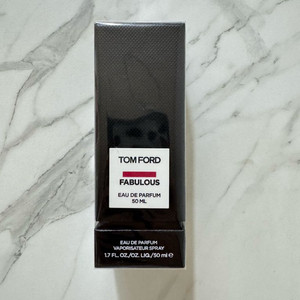 TOM FORD
FABULOUS
EAU DE PARFUM
50 ML
EAU DE PARFUM
VAPORISATEUR SPRAY
1.7 FL. OZ./OZ. LIQ./50 ml ℮